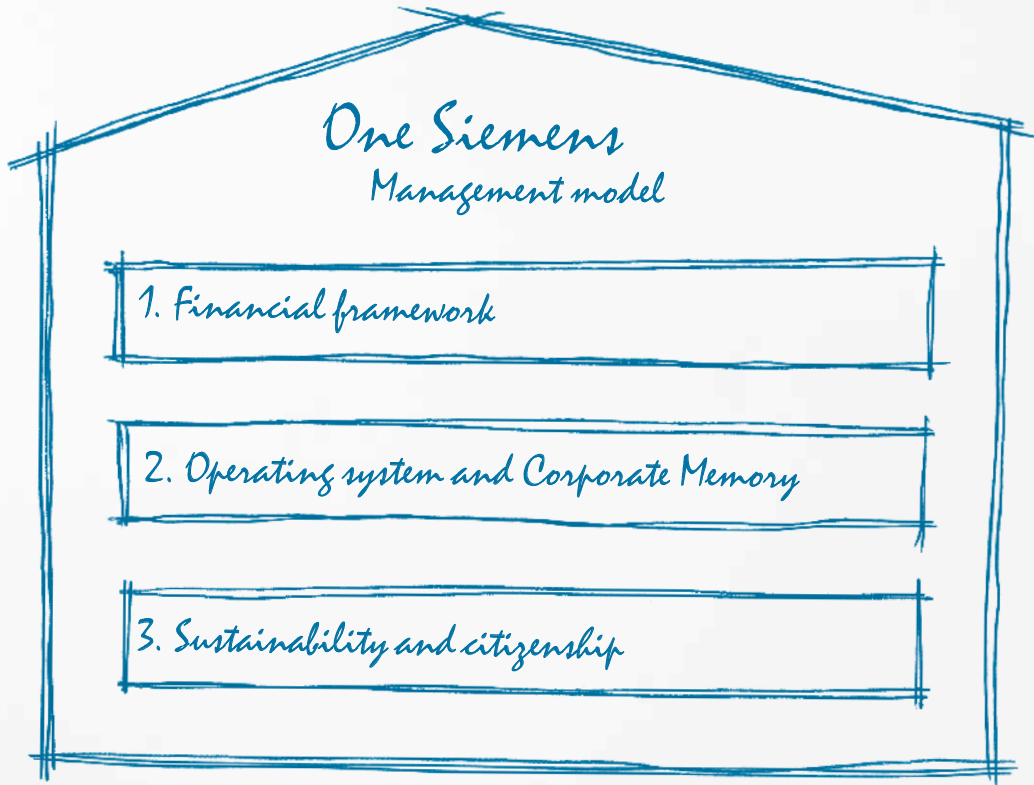 One Siemens
Management model
1. Financial framework
2. Operating system and Corporate Memory
3. Sustainability and citizenship